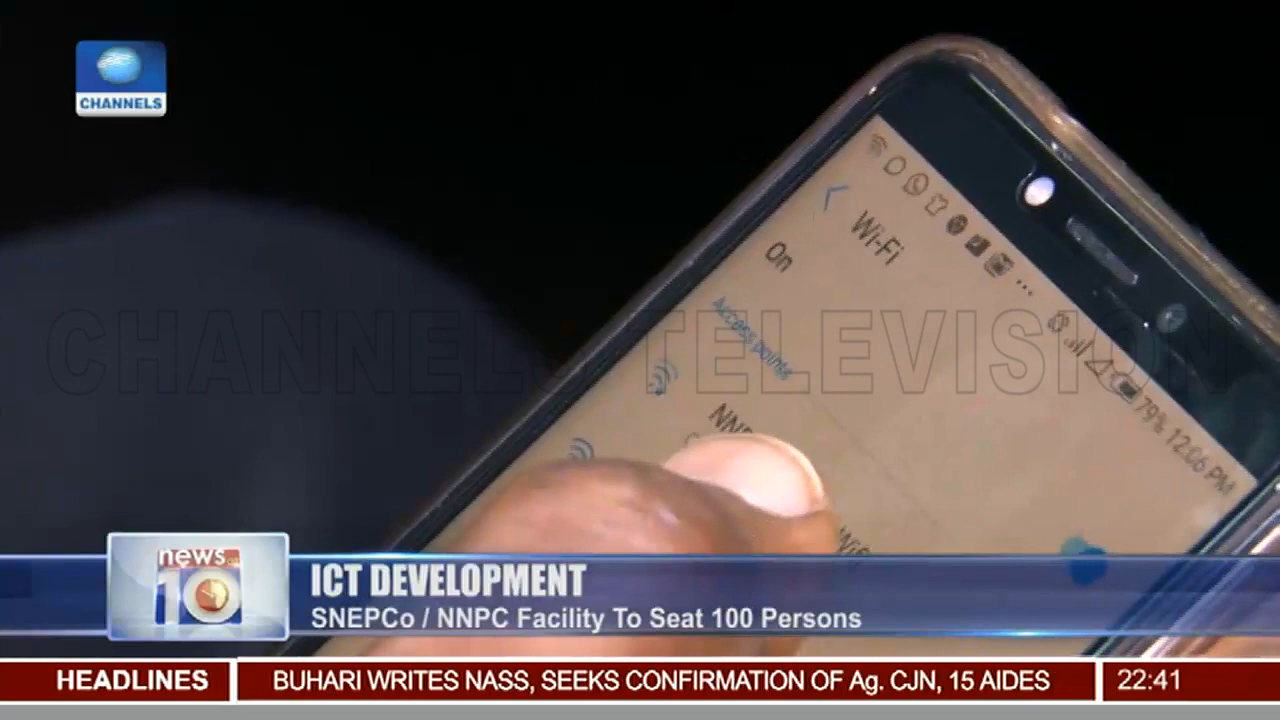 CHANNELS
Wi-Fi
On
Access points
79% 12:06 PM
CHANNELS TELEVISION
news at
10
ICT DEVELOPMENT
SNEPCo / NNPC Facility To Seat 100 Persons
HEADLINES
BUHARI WRITES NASS, SEEKS CONFIRMATION OF Ag. CJN, 15 AIDES
22:41